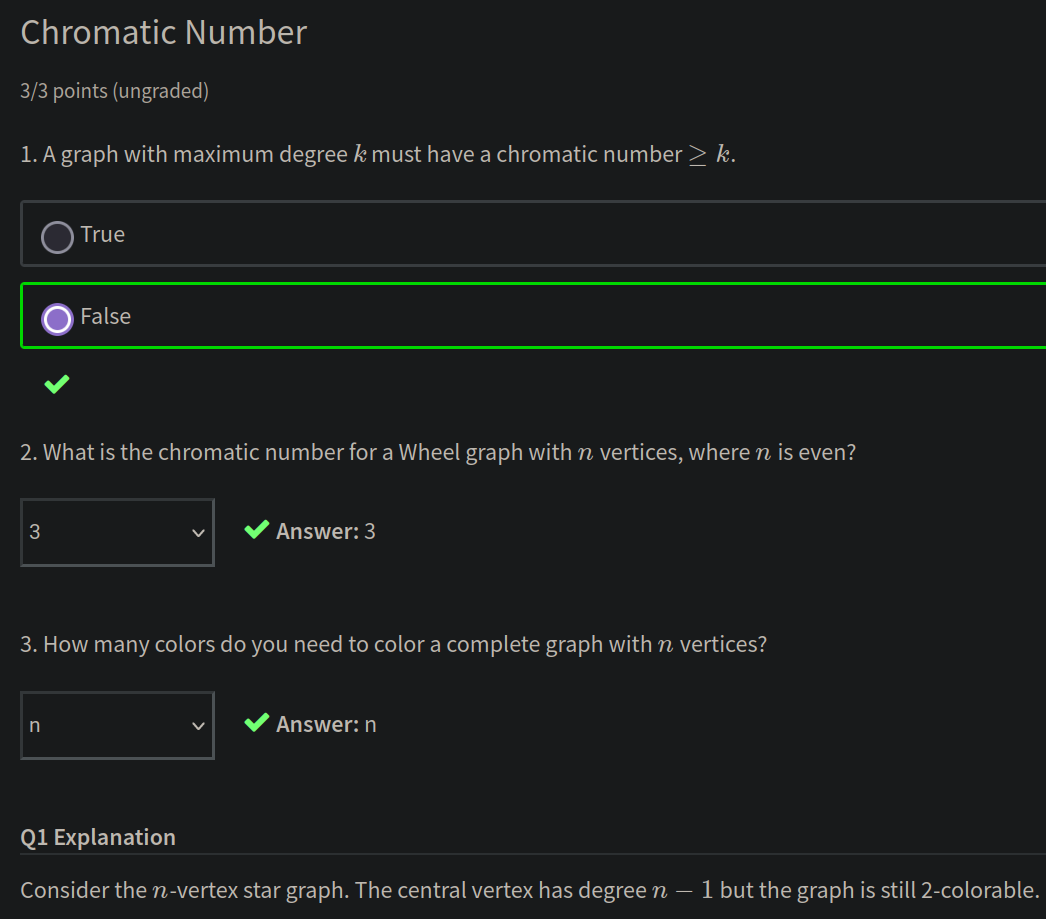 Chromatic Number
3/3 points (ungraded)
1. A graph with maximum degree k must have a chromatic number ≥ k.
True
False
2. What is the chromatic number for a Wheel graph with n vertices, where n is even?
3
Answer: 3
3. How many colors do you need to color a complete graph with n vertices?
n
Answer: n
Q1 Explanation
Consider the n-vertex star graph. The central vertex has degree n − 1 but the graph is still 2-colorable.